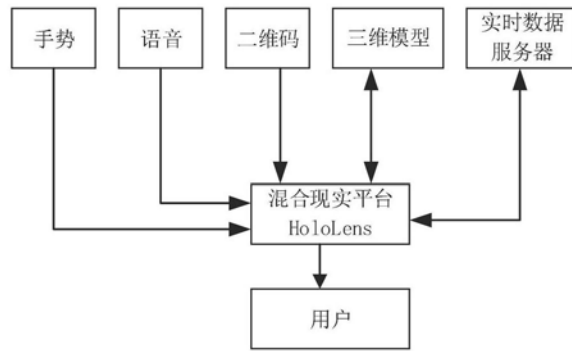 手势
语音
二维码
三维模型
实时数据
服务器
混合现实平台
HoloLens
用户